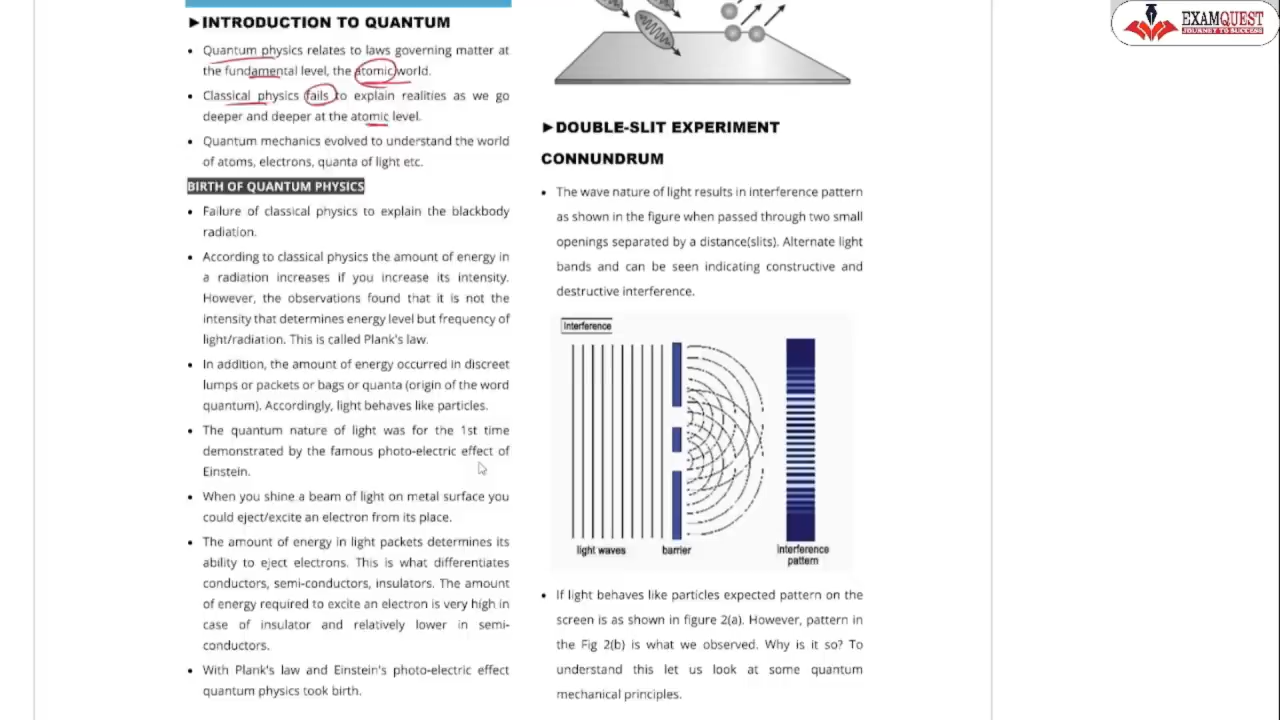 ►INTRODUCTION TO QUANTUM
• Quantum physics relates to laws governing matter at
the fundamental level, the atomic world.
• Classical physics fails to explain realities as we go
deeper and deeper at the atomic level.
• Quantum mechanics evolved to understand the world
of atoms, electrons, quanta of light etc.
BIRTH OF QUANTUM PHYSICS
• Failure of classical physics to explain the blackbody
radiation.
• According to classical physics the amount of energy in
a radiation increases if you increase its intensity.
However, the observations found that it is not the
intensity that determines energy level but frequency of
light/radiation. This is called Plank's law.
• In addition, the amount of energy occurred in discreet
lumps or packets or bags or quanta (origin of the word
quantum). Accordingly, light behaves like particles.
• The quantum nature of light was for the 1st time
demonstrated by the famous photo-electric effect of
Einstein.
• When you shine a beam of light on metal surface you
could eject/excite an electron from its place.
• The amount of energy in light packets determines its
ability to eject electrons. This is what differentiates
conductors, semi-conductors, insulators. The amount
of energy required to excite an electron is very high in
case of insulator and relatively lower in semi-
conductors.
• With Plank's law and Einstein's photo-electric effect
quantum physics took birth.
►DOUBLE-SLIT EXPERIMENT
CONNUNDRUM
• The wave nature of light results in interference pattern
as shown in the figure when passed through two small
openings separated by a distance(slits). Alternate light
bands and can be seen indicating constructive and
destructive interference.
Interference
light waves
barrier
interference
pattern
• If light behaves like particles expected pattern on the
screen is as shown in figure 2(a). However, pattern in
the Fig 2(b) is what we observed. Why is it so? To
understand this let us look at some quantum
mechanical principles.
EXAMQUEST
JOURNEY TO SUCCESS